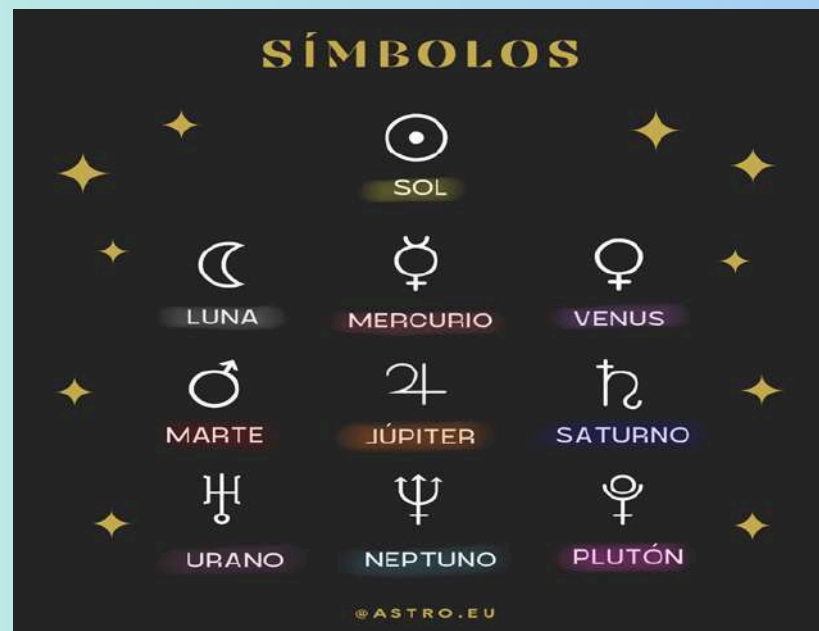 SÍMBOLOS
SOL
LUNA MERCURIO VENUS
MARTE JÚPITER SATURNO
URANO NEPTUNO PLUTÓN
@ASTRO.EU